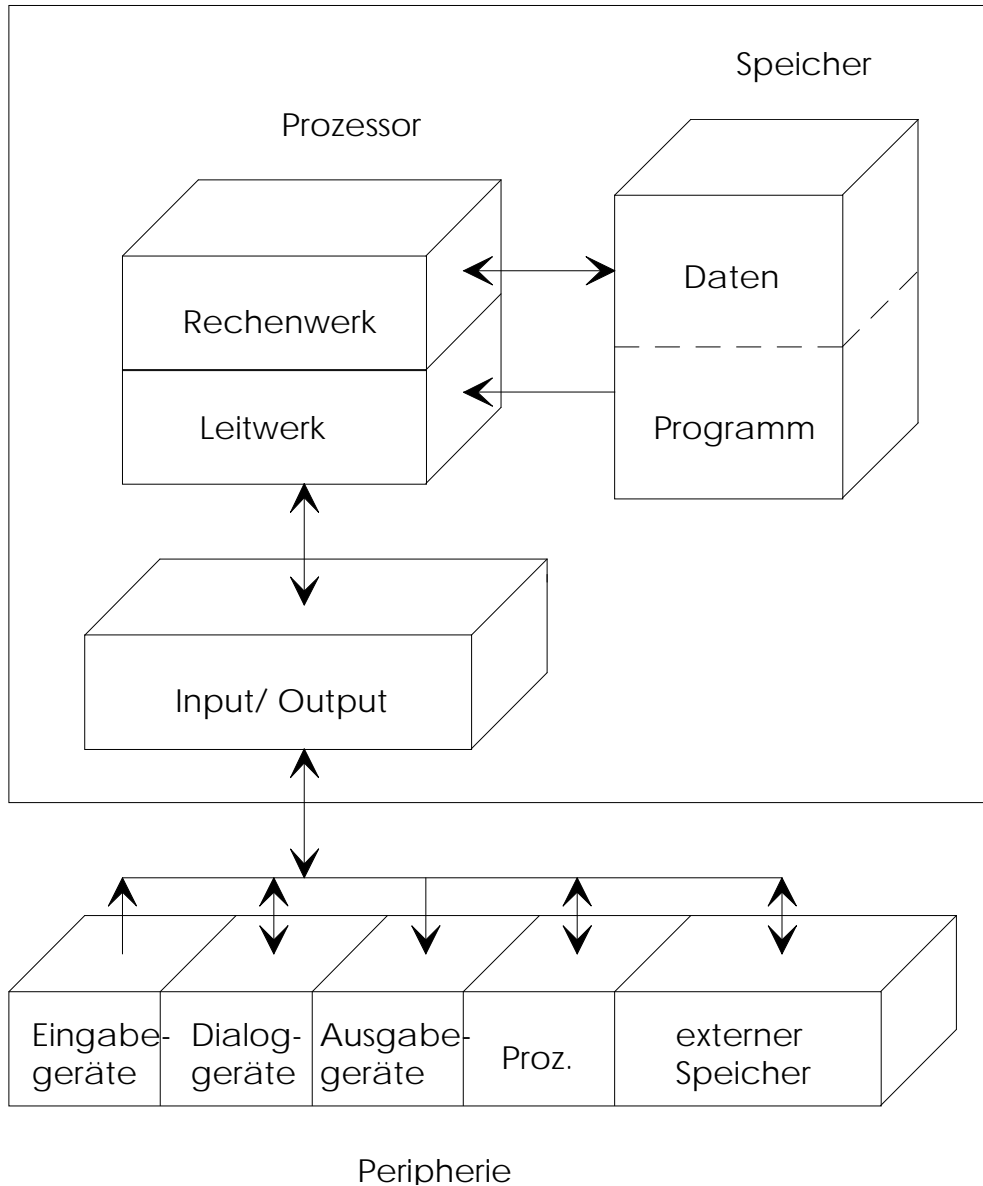 Speicher
Prozessor
Daten
Rechenwerk
Leitwerk
Programm
Input/ Output
Eingabe-
geräte
Dialog-
geräte
Ausgabe-
geräte
Proz.
externer
Speicher
Peripherie